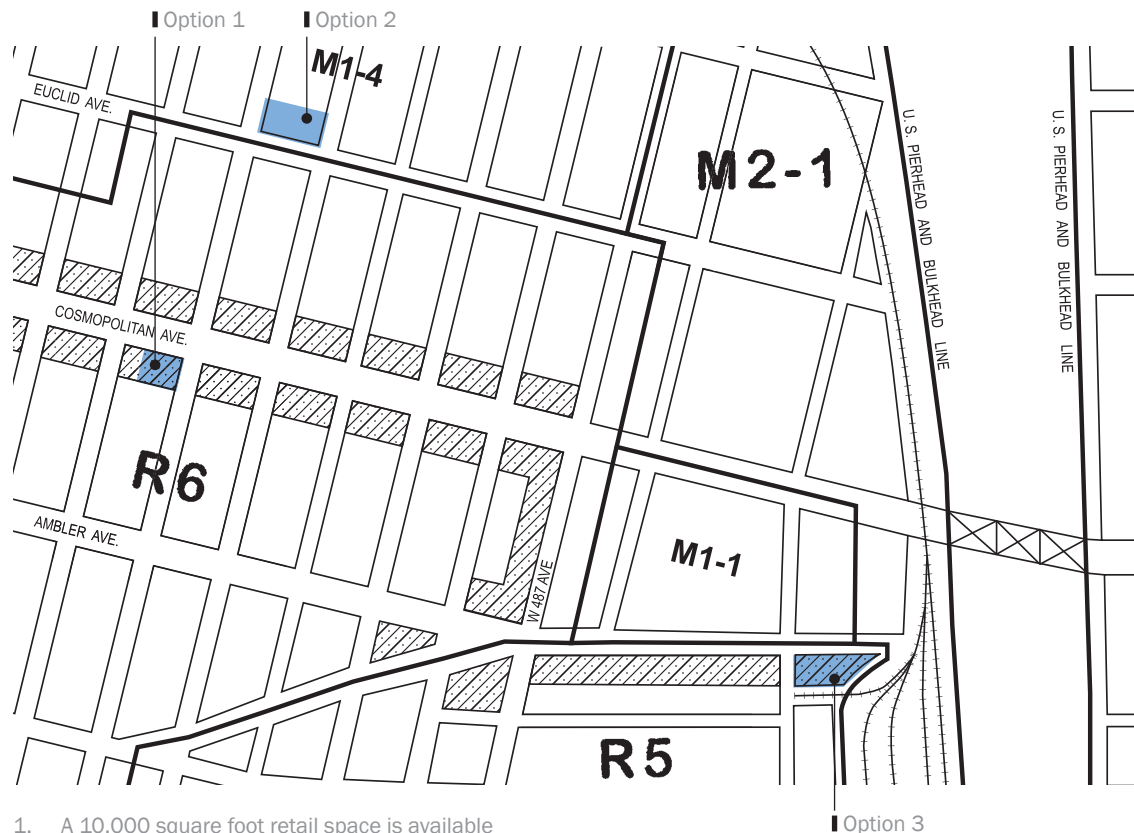 Option 1
Option 2
M1-4
EUCLID AVE.
M2-1
U.S. PIERHEAD AND BULKHEAD LINE
U.S. PIERHEAD AND BULKHEAD LINE
COSMOPOLITAN AVE.
R6
AMBLER AVE.
M1-1
W 487 AVE
R5
Option 3
1. A 10,000 square foot retail space is available